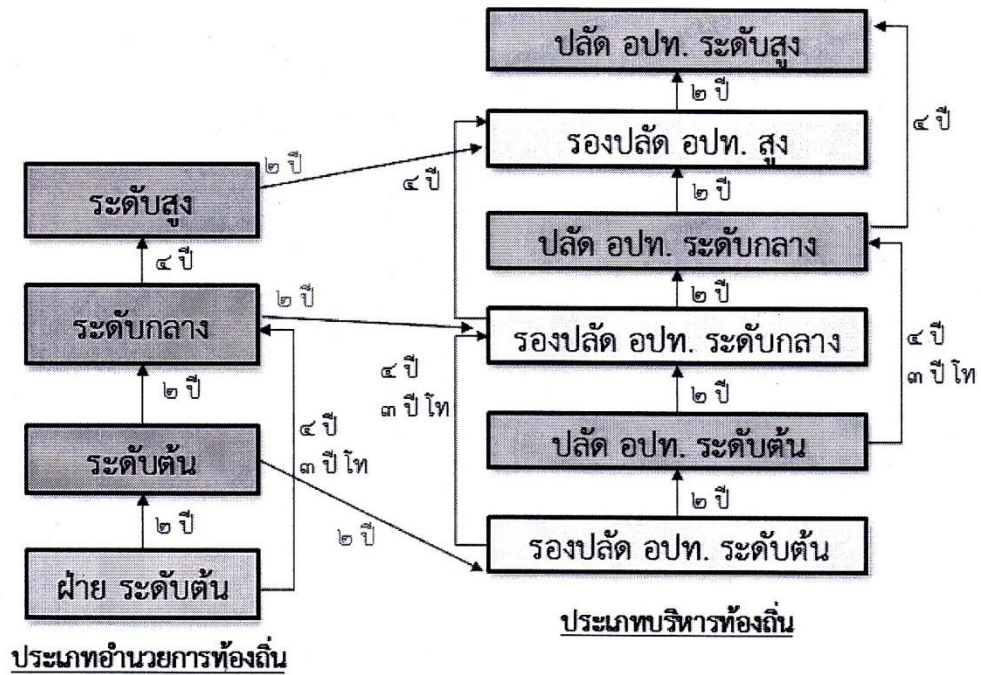 ปลัด อปท. ระดับสูง
๒ ปี
รองปลัด อปท. สูง
๔ ปี
๒ ปี
๔ ปี
ระดับสูง
๒ ปี
ปลัด อปท. ระดับกลาง
๔ ปี
๒ ปี
๒ ปี
ระดับกลาง
รองปลัด อปท. ระดับกลาง
๔ ปี
๓ ปี โท
๔ ปี
๓ ปี โท
๒ ปี
๒ ปี
ระดับต้น
ปลัด อปท. ระดับต้น
๔ ปี
๓ ปี โท
๒ ปี
๒ ปี
๒ ปี
ฝ่าย ระดับต้น
รองปลัด อปท. ระดับต้น
ประเภทอำนวยการท้องถิ่น
ประเภทบริหารท้องถิ่น